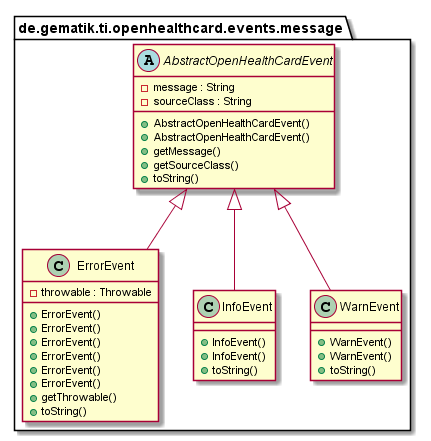 de.gematik.ti.openhealthcard.events.message
A AbstractOpenHealthCardEvent
message : String
sourceClass : String
AbstractOpenHealthCardEvent()
AbstractOpenHealthCardEvent()
getMessage()
getSourceClass()
toString()
C ErrorEvent
throwable : Throwable
ErrorEvent()
ErrorEvent()
ErrorEvent()
ErrorEvent()
ErrorEvent()
ErrorEvent()
getThrowable()
toString()
C InfoEvent
InfoEvent()
InfoEvent()
toString()
C WarnEvent
WarnEvent()
WarnEvent()
toString()